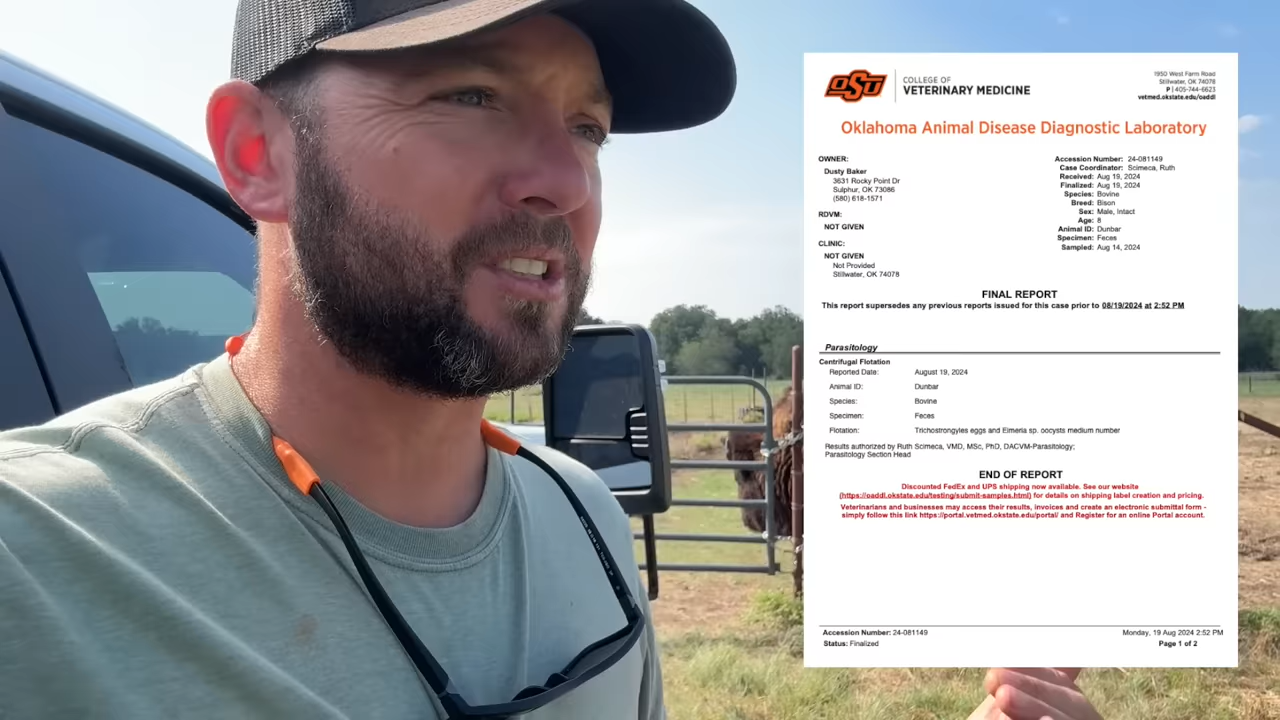 OSU
COLLEGE OF
VETERINARY MEDICINE
1950 West Farm Road
Stillwater, OK 74078
P | 405-744-6623
vetmed.okstate.edu/oaddl
Oklahoma Animal Disease Diagnostic Laboratory
OWNER:
Dusty Baker
3631 Rocky Point Dr
Sulphur, OK 73086
(580) 618-1571
RDVM:
NOT GIVEN
CLINIC:
NOT GIVEN
Not Provided
Stillwater, OK 74078
Accession Number: 24-081149
Case Coordinator: Scimeca, Ruth
Received: Aug 19, 2024
Finalized: Aug 19, 2024
Species: Bovine
Breed: Bison
Sex: Male, Intact
Age: 8
Animal ID: Dunbar
Specimen: Feces
Sampled: Aug 14, 2024
FINAL REPORT
This report supersedes any previous reports issued for this case prior to 08/19/2024 at 2:52 PM
Parasitology
Centrifugal Flotation
Reported Date: August 19, 2024
Animal ID: Dunbar
Species: Bovine
Specimen: Feces
Flotation: Trichostrongyles eggs and Eimeria sp. oocysts medium number
Results authorized by Ruth Scimeca, VMD, MSc, PhD, DACVM-Parasitology;
Parasitology Section Head
END OF REPORT
Discounted FedEx and UPS shipping now available. See our website
(https://oaddl.okstate.edu/testing/submit-samples.html) for details on shipping label creation and pricing.
Veterinarians and businesses may access their results, invoices and create an electronic submittal form -
simply follow this link https://portal.vetmed.okstate.edu/portal/ and Register for an online Portal account.
Accession Number: 24-081149
Status: Finalized
Monday, 19 Aug 2024 2:52 PM
Page 1 of 2